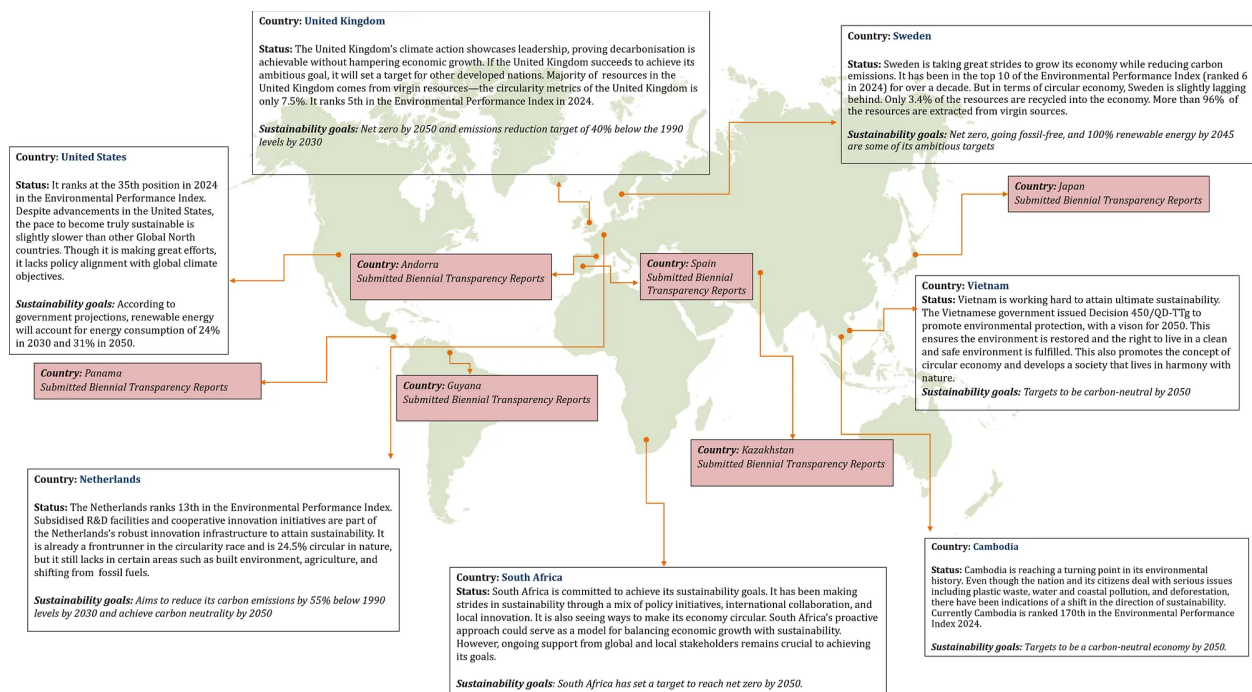 Country: United Kingdom
Status: The United Kingdom's climate action showcases leadership, proving decarbonisation is
achievable without hampering economic growth. If the United Kingdom succeeds to achieve its
ambitious goal, it will set a target for other developed nations. Majority of resources in the
United Kingdom comes from virgin resources—the circularity metrics of the United Kingdom is
only 7.5%. It ranks 5th in the Environmental Performance Index in 2024.
Sustainability goals: Net zero by 2050 and emissions reduction target of 40% below the 1990
levels by 2030
Country: Sweden
Status: Sweden is taking great strides to grow its economy while reducing carbon
emissions. It has been in the top 10 of the Environmental Performance Index (ranked 6
in 2024) for over a decade. But in terms of circular economy, Sweden is slightly lagging
behind. Only 3.4% of the resources are recycled into the economy. More than 96% of
the resources are extracted from virgin sources.
Sustainability goals: Net zero, going fossil-free, and 100% renewable energy by 2045
are some of its ambitious targets
Country: United States
Status: It ranks at the 35th position in 2024
in the Environmental Performance Index.
Despite advancements in the United States,
the pace to become truly sustainable is
slightly slower than other Global North
countries. Though it is making great efforts,
it lacks policy alignment with global climate
objectives.
Sustainability goals: According to
government projections, renewable energy
will account for energy consumption of 24%
in 2030 and 31% in 2050.
Country: Japan
Submitted Biennial Transparency Reports
Country: Andorra
Submitted Biennial Transparency Reports
Country: Spain
Submitted Biennial
Transparency Reports
Country: Vietnam
Status: Vietnam is working hard to attain ultimate sustainability.
The Vietnamese government issued Decision 450/QD-TTg to
promote environmental protection, with a vison for 2050. This
ensures the environment is restored and the right to live in a clean
and safe environment is fulfilled. This also promotes the concept of
circular economy and develops a society that lives in harmony with
nature.
Sustainability goals: Targets to be carbon-neutral by 2050
Country: Panama
Submitted Biennial Transparency Reports
Country: Guyana
Submitted Biennial Transparency Reports
Country: Kazakhstan
Submitted Biennial Transparency Reports
Country: Netherlands
Status: The Netherlands ranks 13th in the Environmental Performance Index.
Subsidised R&D facilities and cooperative innovation initiatives are part of
the Netherlands's robust innovation infrastructure to attain sustainability. It
is already a frontrunner in the circularity race and is 24.5% circular in nature,
but it still lacks in certain areas such as built environment, agriculture, and
shifting from fossil fuels.
Sustainability goals: Aims to reduce its carbon emissions by 55% below 1990
levels by 2030 and achieve carbon neutrality by 2050
Country: South Africa
Status: South Africa is committed to achieve its sustainability goals. It has been making
strides in sustainability through a mix of policy initiatives, international collaboration, and
local innovation. It is also seeing ways to make its economy circular. South Africa's proactive
approach could serve as a model for balancing economic growth with sustainability.
However, ongoing support from global and local stakeholders remains crucial to achieving
its goals.
Sustainability goals: South Africa has set a target to reach net zero by 2050.
Country: Cambodia
Status: Cambodia is reaching a turning point in its environmental
history. Even though the nation and its citizens deal with serious issues
including plastic waste, water and coastal pollution, and deforestation,
there have been indications of a shift in the direction of sustainability.
Currently Cambodia is ranked 170th in the Environmental Performance
Index 2024.
Sustainability goals: Targets to be a carbon-neutral economy by 2050.